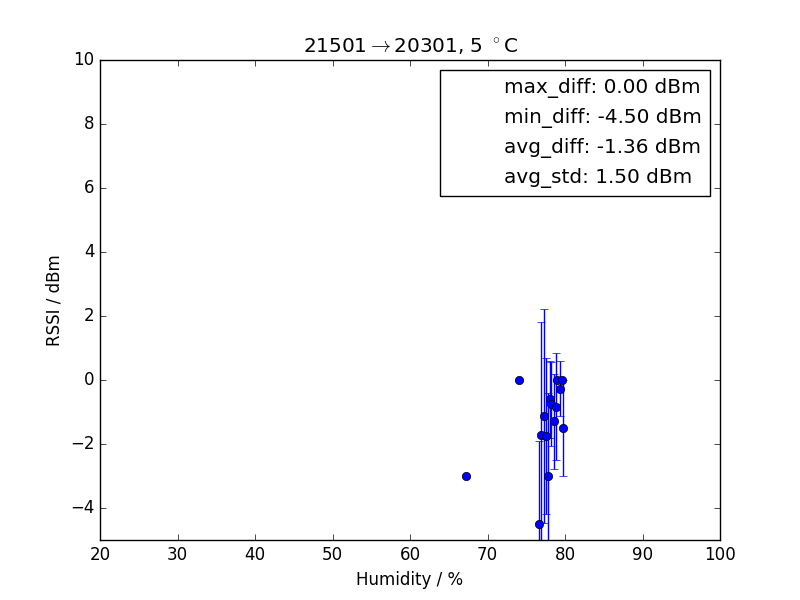 21501→20301, 5 °C
max_diff: 0.00 dBm
min_diff: -4.50 dBm
avg_diff: -1.36 dBm
avg_std: 1.50 dBm
10
8
6
4
2
0
−2
−4
RSSI / dBm
20 30 40 50 60 70 80 90 100
Humidity / %